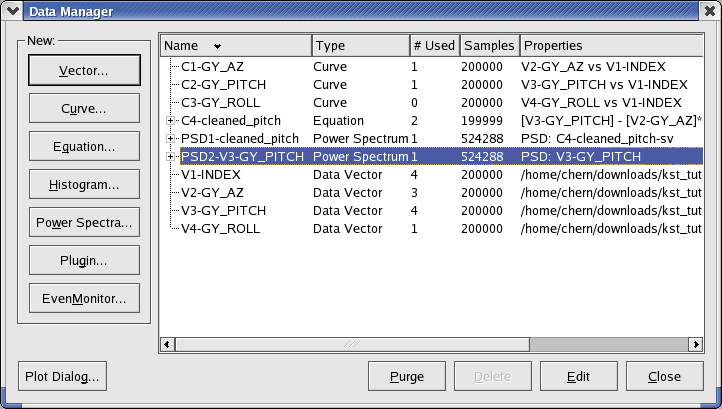 Data Manager
New:
Vector...
Curve...
Equation...
Histogram...
Power Spectra...
Plugin...
EvenMonitor...
Name Type # Used Samples Properties
C1-GY_AZ Curve 1 200000 V2-GY_AZ vs V1-INDEX
C2-GY_PITCH Curve 1 200000 V3-GY_PITCH vs V1-INDEX
C3-GY_ROLL Curve 0 200000 V4-GY_ROLL vs V1-INDEX
C4-cleaned_pitch Equation 2 199999 [V3-GY_PITCH] - [V2-GY_AZ]*
PSD1-cleaned_pitch Power Spectrum 1 524288 PSD: C4-cleaned_pitch-sv
PSD2-V3-GY_PITCH Power Spectrum 1 524288 PSD: V3-GY_PITCH
V1-INDEX Data Vector 4 200000 /home/chern/downloads/kst_tut
V2-GY_AZ Data Vector 3 200000 /home/chern/downloads/kst_tut
V3-GY_PITCH Data Vector 4 200000 /home/chern/downloads/kst_tut
V4-GY_ROLL Data Vector 1 200000 /home/chern/downloads/kst_tut
Plot Dialog... Purge Delete Edit Close